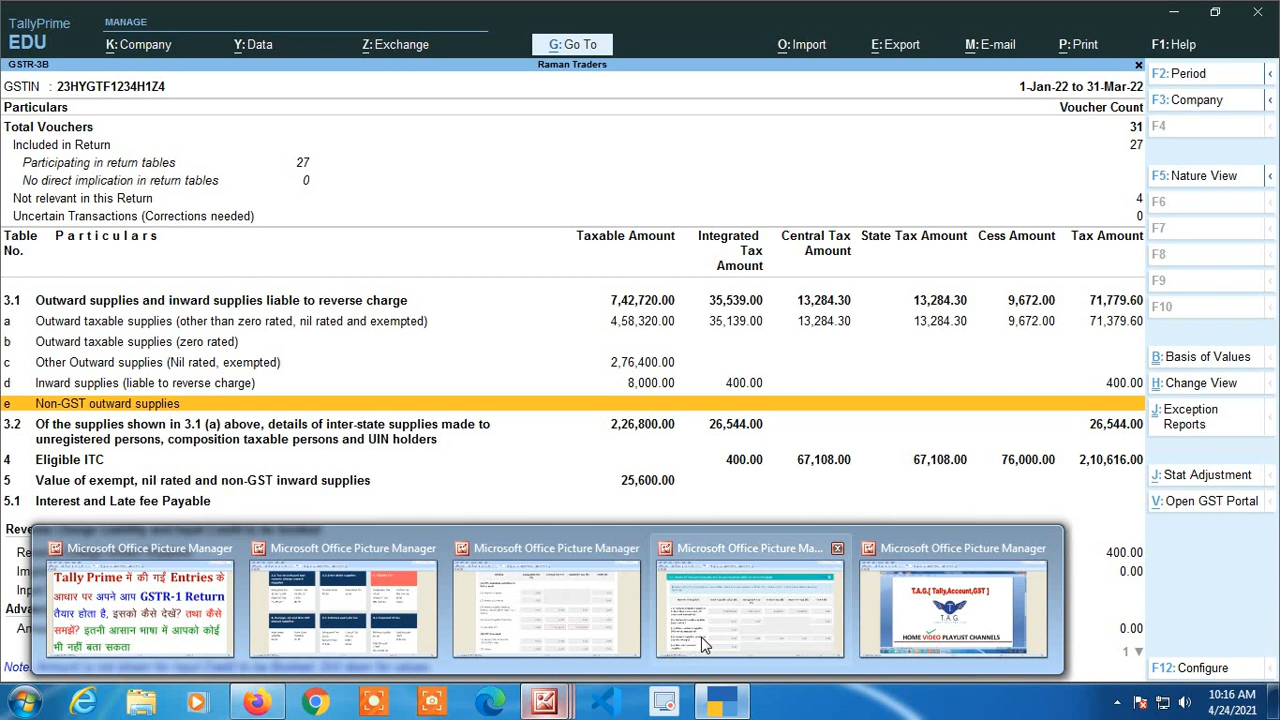 TallyPrime
EDU
MANAGE
K: Company
Y: Data
Z: Exchange
G: Go To
O: Import
E: Export
M: E-mail
P: Print
F1: Help
GSTR-3B
Raman Traders
GSTIN : 23HYGTF1234H1Z4
1-Jan-22 to 31-Mar-22
Particulars
Voucher Count
Total Vouchers 31
Included in Return 27
Participating in return tables 27
No direct implication in return tables 0
Not relevant in this Return 4
Uncertain Transactions (Corrections needed) 0
Table No. Particulars Taxable Amount Integrated Tax Amount Central Tax Amount State Tax Amount Cess Amount Tax Amount
3.1 Outward supplies and inward supplies liable to reverse charge 7,42,720.00 35,539.00 13,284.30 13,284.30 9,672.00 71,779.60
a Outward taxable supplies (other than zero rated, nil rated and exempted) 4,58,320.00 35,139.00 13,284.30 13,284.30 9,672.00 71,379.60
b Outward taxable supplies (zero rated)
c Other Outward supplies (Nil rated, exempted) 2,76,400.00
d Inward supplies (liable to reverse charge) 8,000.00 400.00 400.00
e Non-GST outward supplies
3.2 Of the supplies shown in 3.1 (a) above, details of inter-state supplies made to 2,26,800.00 26,544.00 26,544.00
unregistered persons, composition taxable persons and UIN holders
4 Eligible ITC 400.00 67,108.00 67,108.00 76,000.00 2,10,616.00
5 Value of exempt, nil rated and non-GST inward supplies 25,600.00
5.1 Interest and Late fee Payable
400.00
0.00
0.00
1
F2: Period
F3: Company
F4
F5: Nature View
F6
F7
F8
F9
F10
B: Basis of Values
H: Change View
J: Exception
Reports
J: Stat Adjustment
V: Open GST Portal
F12: Configure
Microsoft Office Picture Manager
Microsoft Office Picture Manager
Microsoft Office Picture Manager
Microsoft Office Picture Ma...
Microsoft Office Picture Manager
Tally Prime में की गई Entries के
आधार पर अपने आप GSTR-1 Return
तैयार होता है, इसको कैसे देखें? तथा कैसे
समझें? इतनी आसान भाषा में आपको कोई
भी नहीं बता सकता
T.A.G.[ Tally,Account,GST ]
T.A.G
HOME VIDEO PLAYLIST CHANNELS
10:16 AM
4/24/2021